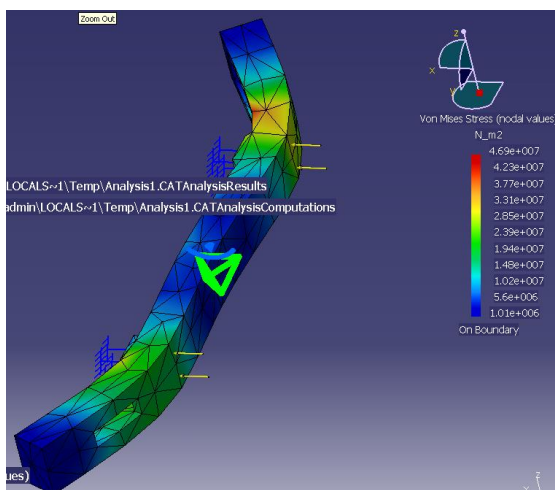 Zoom Out
z
x
y
Von Mises Stress (nodal values
N_m2
4.69e+007
4.23e+007
3.77e+007
3.31e+007
2.85e+007
2.39e+007
1.94e+007
1.48e+007
1.02e+007
5.6e+006
1.01e+006
On Boundary
LOCALS~1\Temp\Analysis1.CATAnalysisResults
admin\LOCALS~1\Temp\Analysis1.CATAnalysisComputations
ues)
z